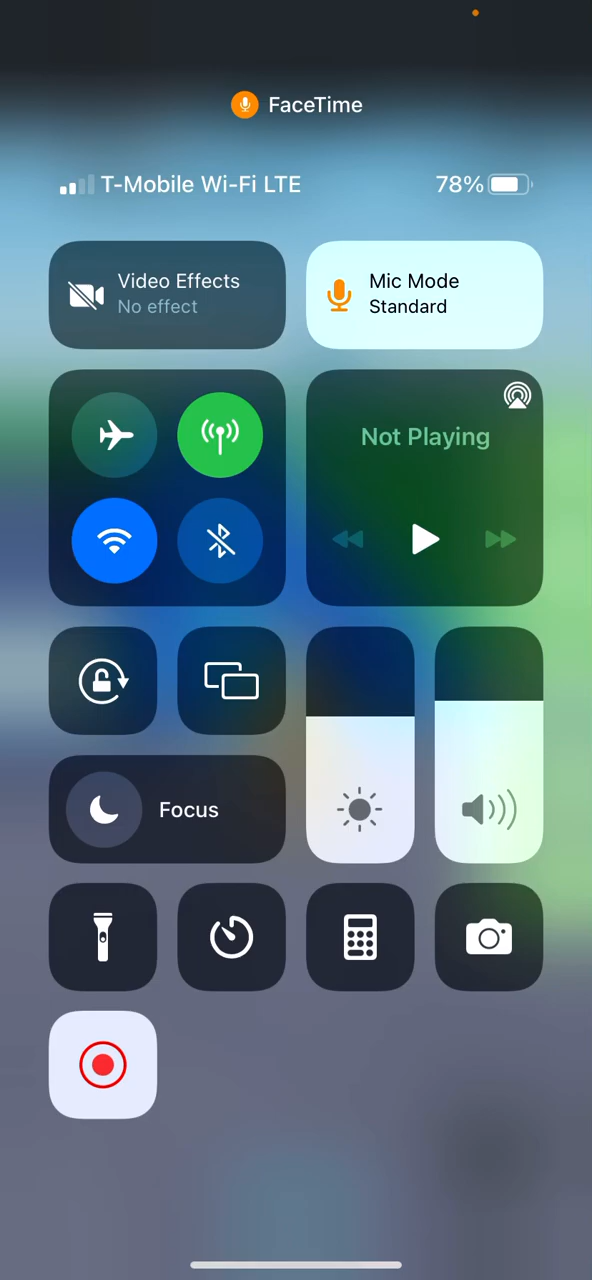 FaceTime
T-Mobile Wi-Fi LTE 78%
Video Effects
No effect
Mic Mode
Standard
Not Playing
Focus